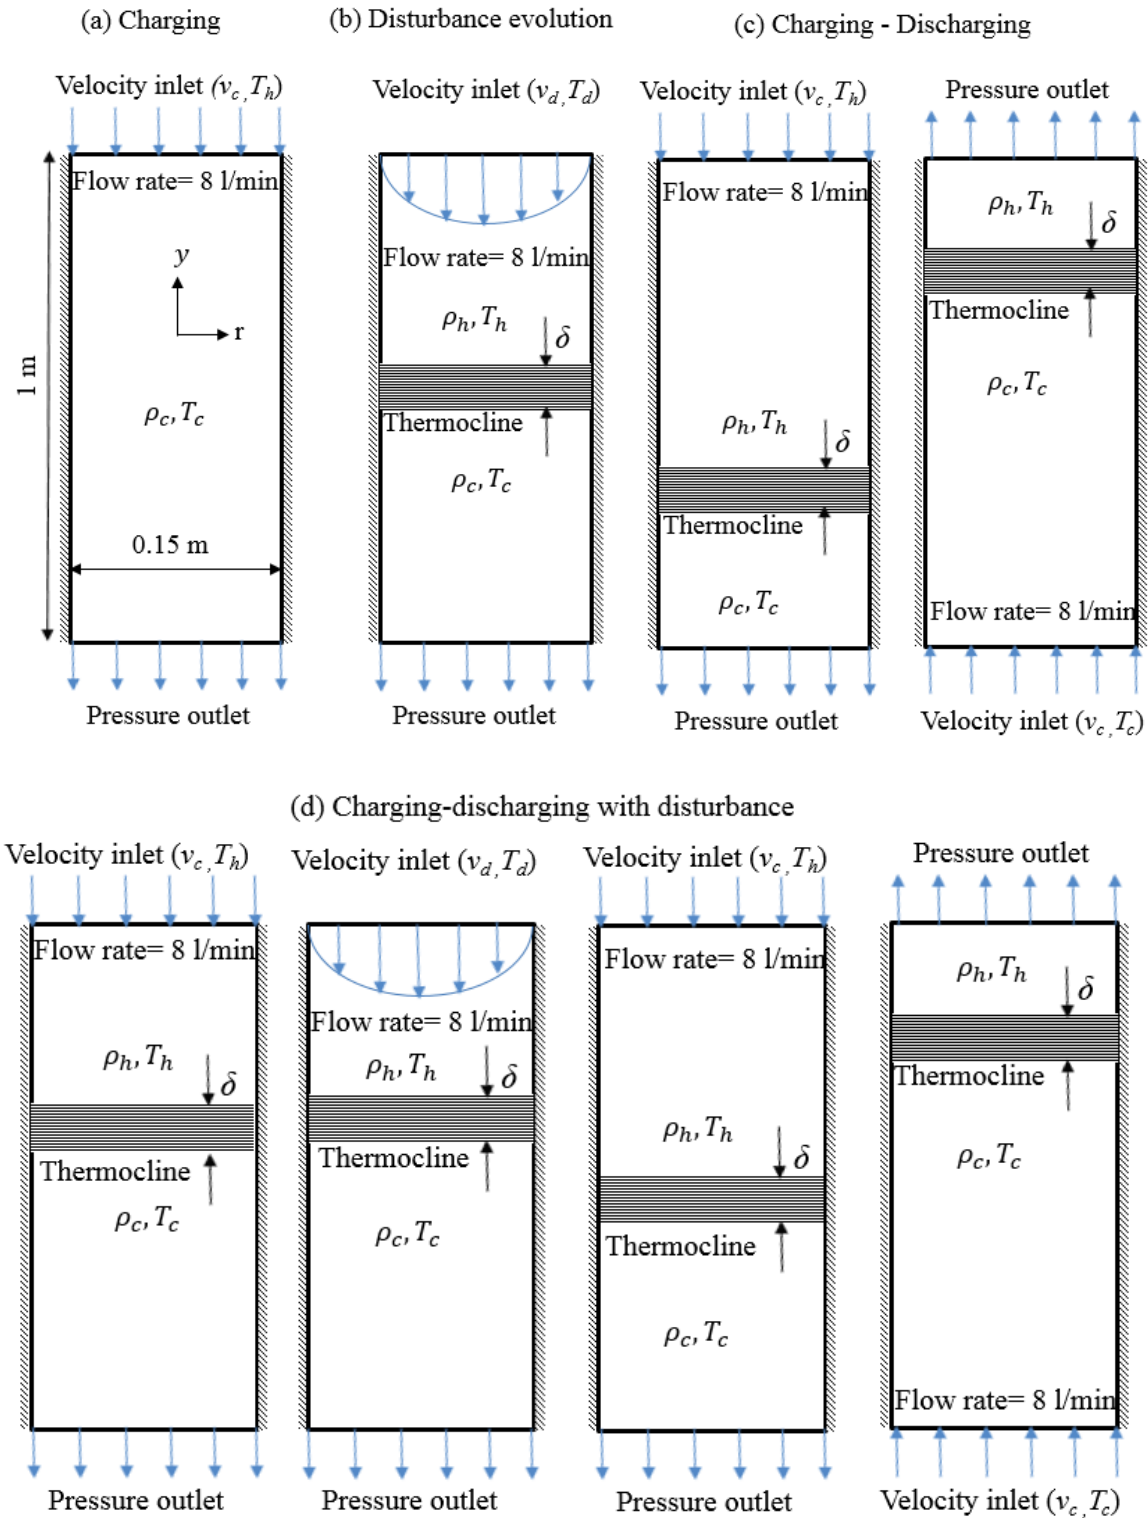 (a) Charging
(b) Disturbance evolution
(c) Charging - Discharging
Velocity inlet (v_c, T_h)
Flow rate= 8 l/min
y
r
1 m
ρ_c, T_c
0.15 m
Pressure outlet
Velocity inlet (v_d, T_d)
Flow rate= 8 l/min
ρ_h, T_h
δ
Thermocline
ρ_c, T_c
Pressure outlet
Velocity inlet (v_c, T_h)
Flow rate= 8 l/min
ρ_h, T_h
δ
Thermocline
ρ_c, T_c
Pressure outlet
Pressure outlet
ρ_h, T_h
δ
Thermocline
ρ_c, T_c
Flow rate= 8 l/min
Velocity inlet (v_c, T_c)
(d) Charging-discharging with disturbance
Velocity inlet (v_c, T_h)
Flow rate= 8 l/min
ρ_h, T_h
δ
Thermocline
ρ_c, T_c
Pressure outlet
Velocity inlet (v_d, T_d)
Flow rate= 8 l/min
ρ_h, T_h
δ
Thermocline
ρ_c, T_c
Pressure outlet
Velocity inlet (v_c, T_h)
Flow rate= 8 l/min
ρ_h, T_h
δ
Thermocline
ρ_c, T_c
Pressure outlet
Pressure outlet
ρ_h, T_h
δ
Thermocline
ρ_c, T_c
Flow rate= 8 l/min
Velocity inlet (v_c, T_c)